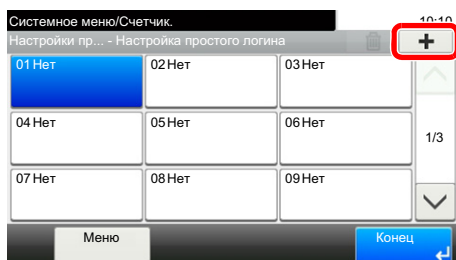 Системное меню/Счетчик.
10:10
Настройки пр... - Настройка простого логина
01 Нет
02 Нет
03 Нет
04 Нет
05 Нет
06 Нет
1/3
07 Нет
08 Нет
09 Нет
Меню
Конец